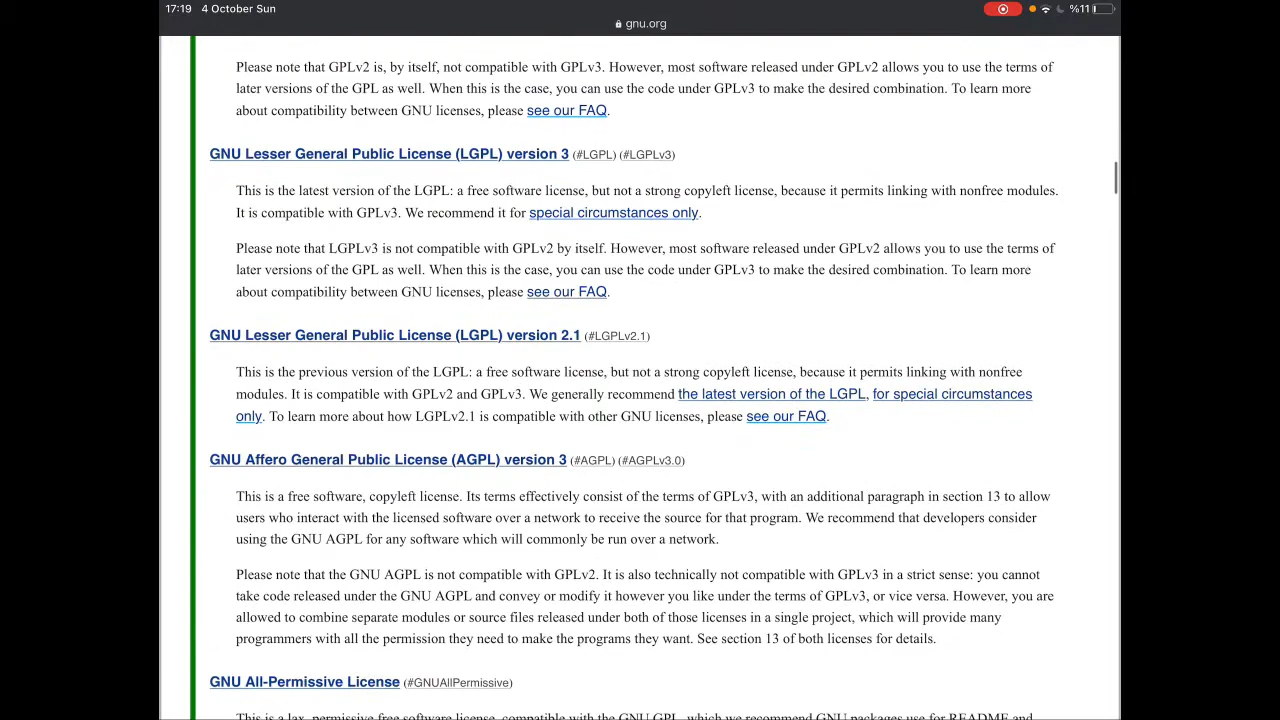 17:19 4 October Sun
%11
gnu.org
Please note that GPLv2 is, by itself, not compatible with GPLv3. However, most software released under GPLv2 allows you to use the terms of
later versions of the GPL as well. When this is the case, you can use the code under GPLv3 to make the desired combination. To learn more
about compatibility between GNU licenses, please see our FAQ.
GNU Lesser General Public License (LGPL) version 3 (#LGPL) (#LGPLv3)
This is the latest version of the LGPL: a free software license, but not a strong copyleft license, because it permits linking with nonfree modules.
It is compatible with GPLv3. We recommend it for special circumstances only.
Please note that LGPLv3 is not compatible with GPLv2 by itself. However, most software released under GPLv2 allows you to use the terms of
later versions of the GPL as well. When this is the case, you can use the code under GPLv3 to make the desired combination. To learn more
about compatibility between GNU licenses, please see our FAQ.
GNU Lesser General Public License (LGPL) version 2.1 (#LGPLv2.1)
This is the previous version of the LGPL: a free software license, but not a strong copyleft license, because it permits linking with nonfree
modules. It is compatible with GPLv2 and GPLv3. We generally recommend the latest version of the LGPL, for special circumstances
only. To learn more about how LGPLv2.1 is compatible with other GNU licenses, please see our FAQ.
GNU Affero General Public License (AGPL) version 3 (#AGPL) (#AGPLv3.0)
This is a free software, copyleft license. Its terms effectively consist of the terms of GPLv3, with an additional paragraph in section 13 to allow
users who interact with the licensed software over a network to receive the source for that program. We recommend that developers consider
using the GNU AGPL for any software which will commonly be run over a network.
Please note that the GNU AGPL is not compatible with GPLv2. It is also technically not compatible with GPLv3 in a strict sense: you cannot
take code released under the GNU AGPL and convey or modify it however you like under the terms of GPLv3, or vice versa. However, you are
allowed to combine separate modules or source files released under both of those licenses in a single project, which will provide many
programmers with all the permission they need to make the programs they want. See section 13 of both licenses for details.
GNU All-Permissive License (#GNUAllPermissive)
This is a lax, permissive free software license, compatible with the GNU GPL, which we recommend GNU packages use for README and